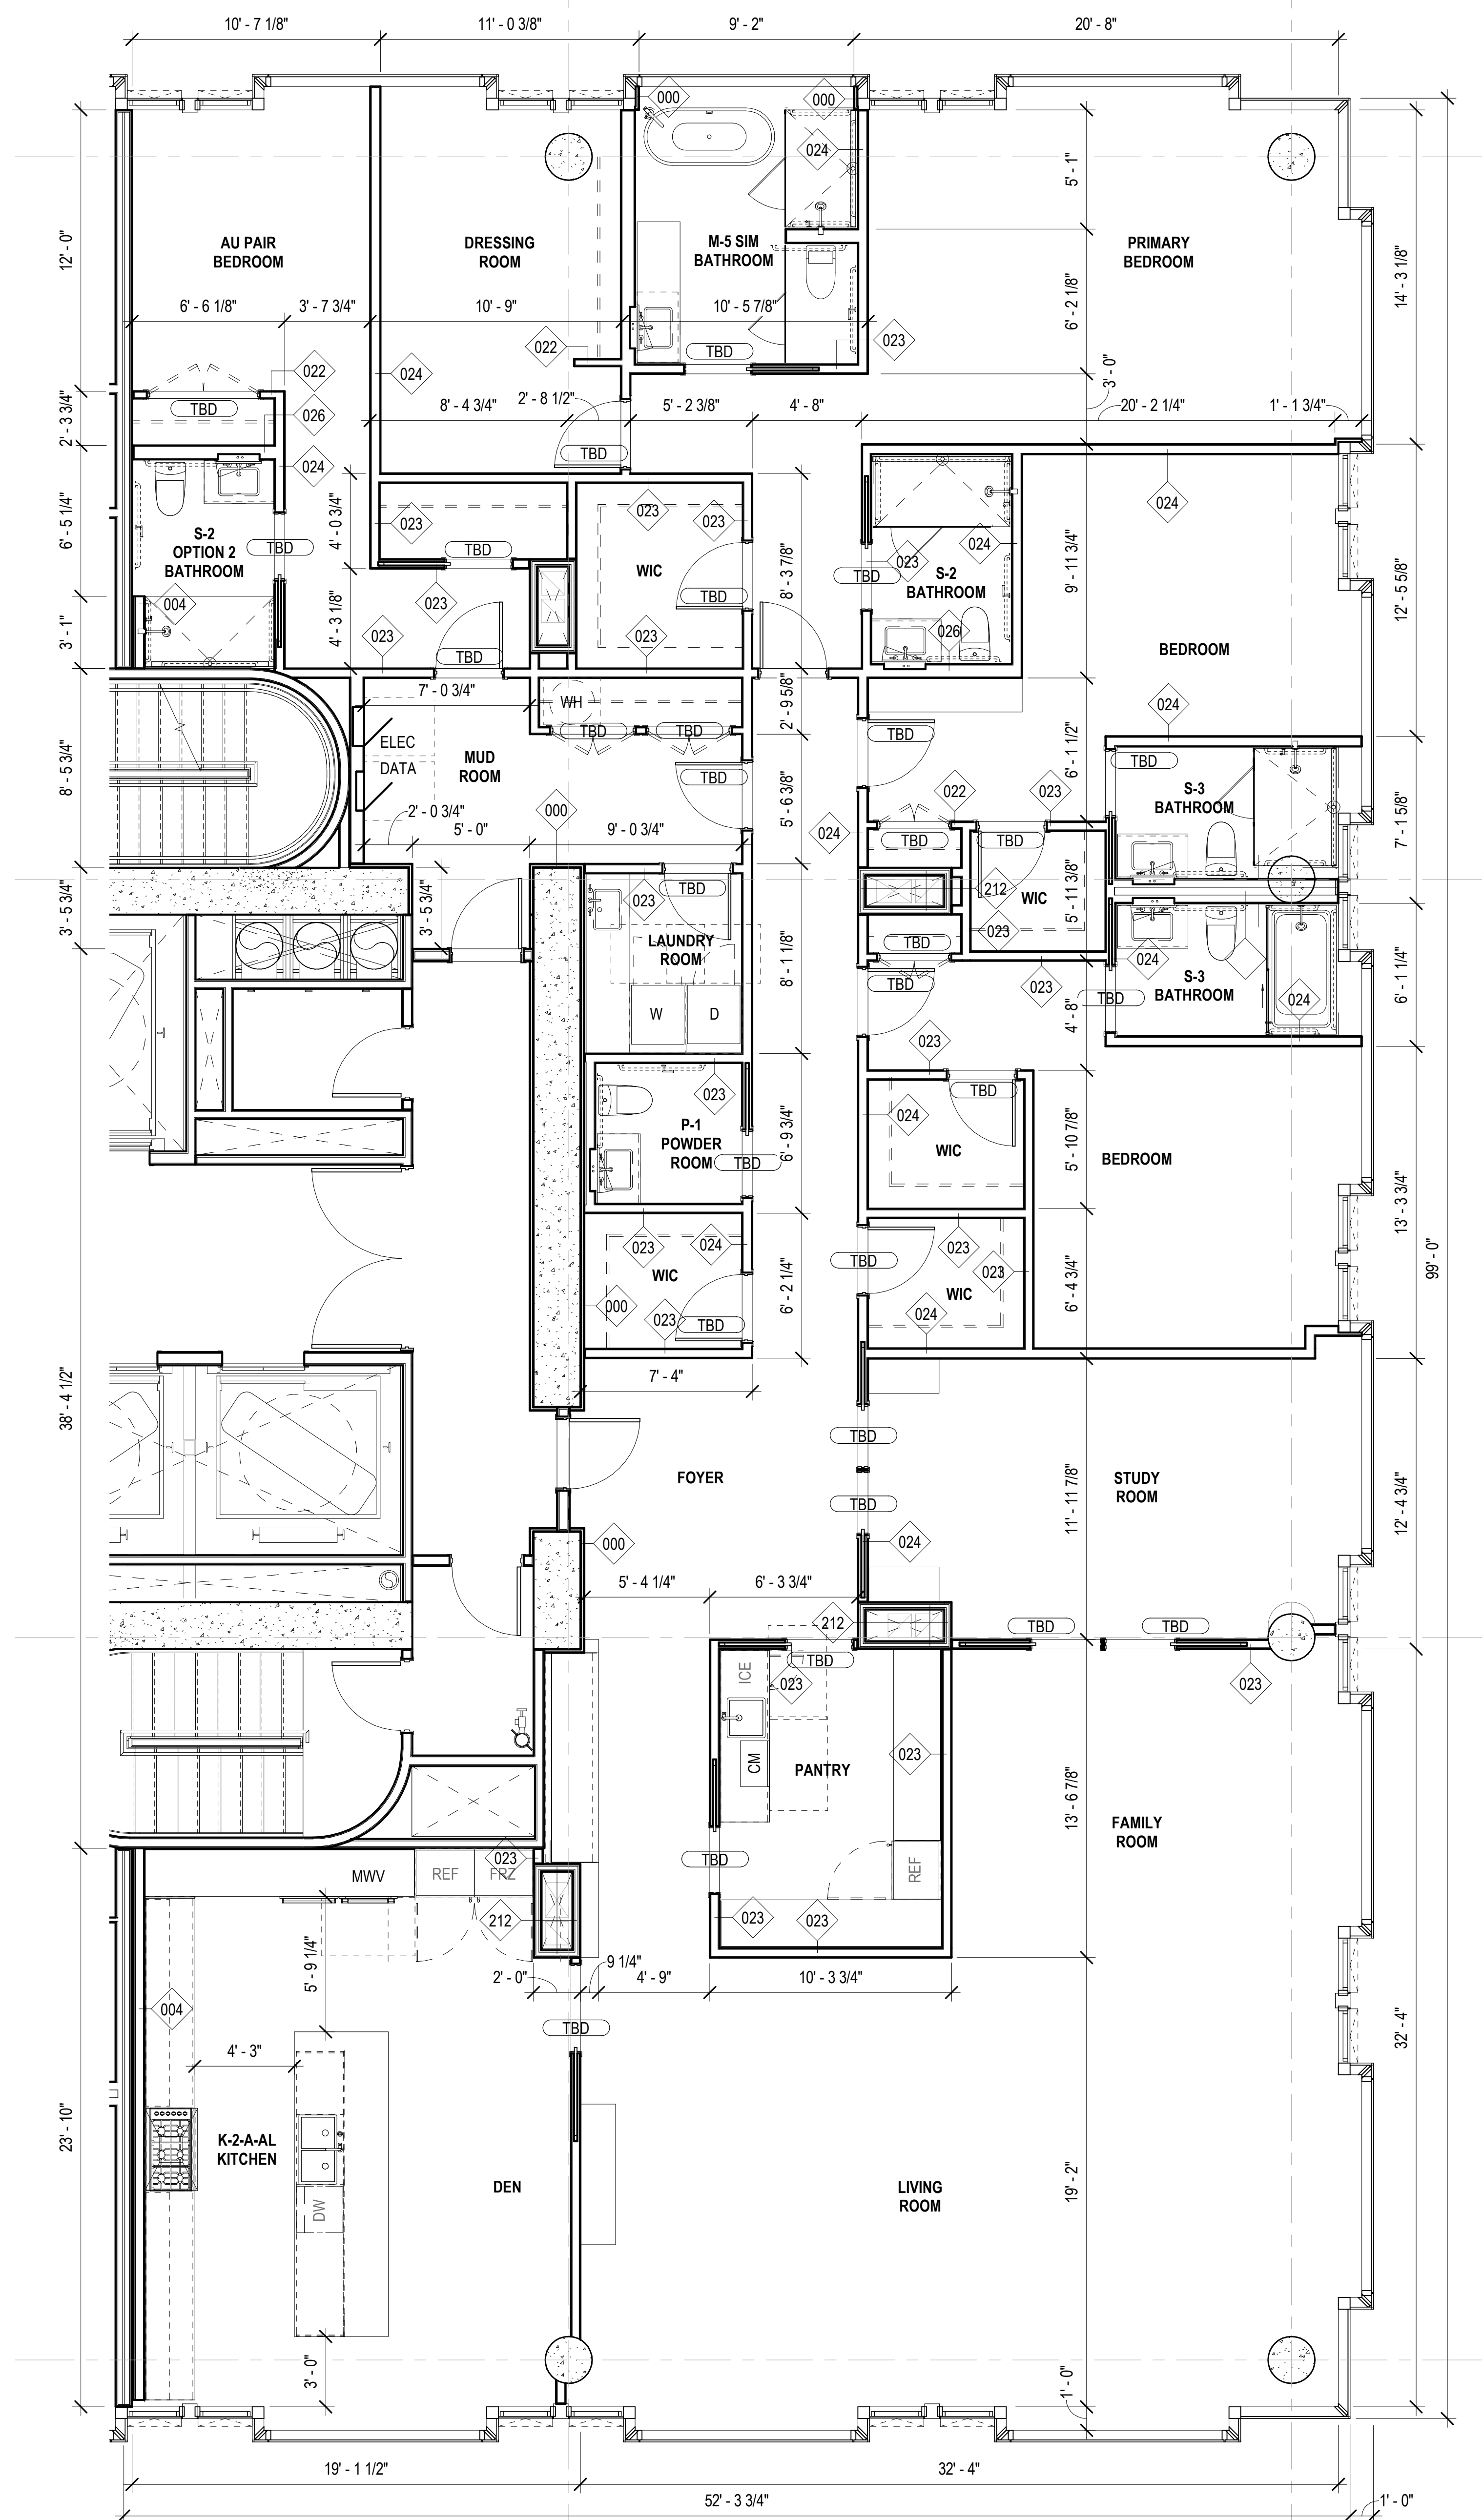 10' - 7 1/8"
11' - 0 3/8"
9' - 2"
20' - 8"
000
000
024
5' - 1"
12' - 0"
AU PAIR
BEDROOM
DRESSING
ROOM
M-5 SIM
BATHROOM
PRIMARY
BEDROOM
14' - 3 1/8"
6' - 6 1/8"
3' - 7 3/4"
10' - 9"
10' - 5 7/8"
6' - 2 1/8"
022
TBD
023
022
024
3' - 0"
TBD
026
8' - 4 3/4"
2' - 8 1/2"
5' - 2 3/8"
4' - 8"
20' - 2 1/4"
1' - 1 3/4"
2' - 3 3/4"
TBD
024
6' - 5 1/4"
S-2
OPTION 2
BATHROOM
TBD
4' - 0 3/4"
023
TBD
023
023
WIC
TBD
8' - 3 7/8"
024
023
TBD
S-2
BATHROOM
026
9' - 11 3/4"
024
12' - 5 5/8"
004
023
3' - 1"
4' - 3 1/8"
023
023
TBD
BEDROOM
7' - 0 3/4"
WH
2' - 9 5/8"
024
ELEC
DATA
MUD
ROOM
TBD
TBD
TBD
TBD
6' - 1 1/2"
TBD
8' - 5 3/4"
5' - 6 3/8"
S-3
BATHROOM
7' - 1 5/8"
2' - 0 3/4"
5' - 0"
000
9' - 0 3/4"
024
022
023
TBD
TBD
3' - 5 3/4"
3' - 5 3/4"
023
TBD
212
WIC
5' - 11 3/8"
LAUNDRY
ROOM
8' - 1 1/8"
TBD
023
024
S-3
BATHROOM
6' - 1 1/4"
W
D
TBD
023
TBD
4' - 8"
024
023
023
P-1
POWDER
ROOM
TBD
6' - 9 3/4"
TBD
024
WIC
5' - 10 7/8"
BEDROOM
13' - 3 3/4"
99' - 0"
023
024
WIC
000
023
TBD
6' - 2 1/4"
TBD
023
023
WIC
024
6' - 4 3/4"
38' - 4 1/2"
7' - 4"
TBD
FOYER
TBD
STUDY
ROOM
11' - 11 7/8"
12' - 4 3/4"
000
024
5' - 4 1/4"
6' - 3 3/4"
212
TBD
TBD
TBD
ICE
023
023
CM
PANTRY
023
13' - 6 7/8"
FAMILY
ROOM
TBD
023
MWV
REF
FRZ
REF
212
023
023
5' - 9 1/4"
2' - 0"
9 1/4"
4' - 9"
10' - 3 3/4"
004
TBD
32' - 4"
4' - 3"
23' - 10"
K-2-A-AL
KITCHEN
DW
DEN
LIVING
ROOM
19' - 2"
3' - 0"
1' - 0"
19' - 1 1/2"
32' - 4"
52' - 3 3/4"
1' - 0"